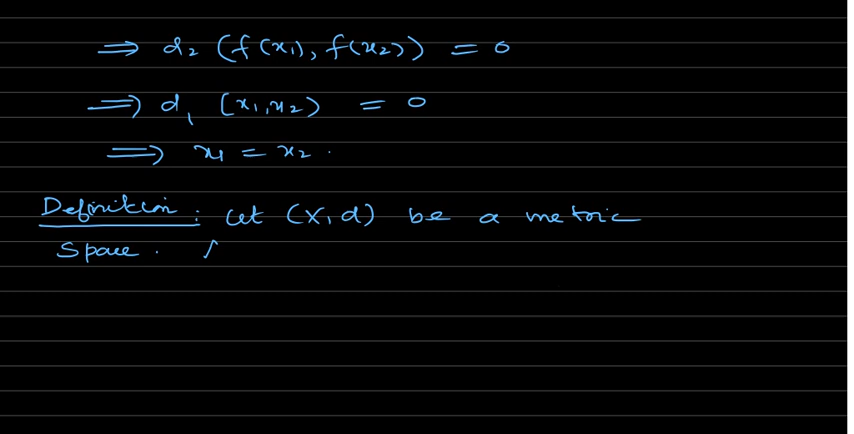 ⟹ d₂ (f(x₁), f(x₂)) = 0
⟹ d₁ (x₁, x₂) = 0
⟹ x₁ = x₂ .
Definition : Let (X, d) be a metric
Space .